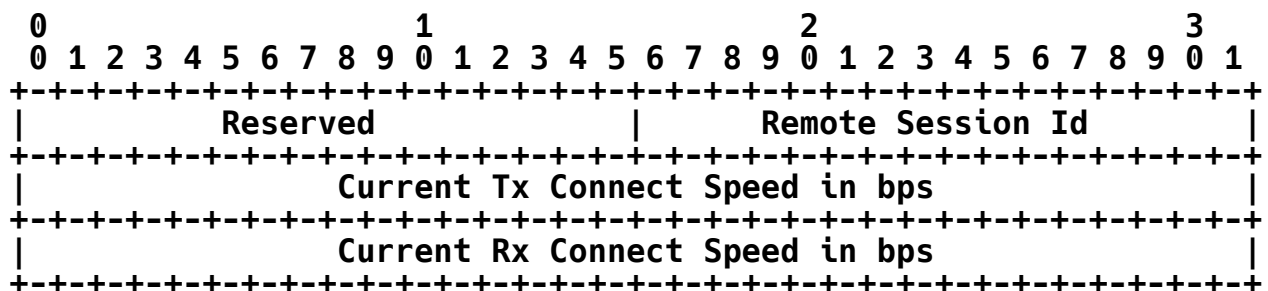 0                   1                   2                   3
 0 1 2 3 4 5 6 7 8 9 0 1 2 3 4 5 6 7 8 9 0 1 2 3 4 5 6 7 8 9 0 1
+-+-+-+-+-+-+-+-+-+-+-+-+-+-+-+-+-+-+-+-+-+-+-+-+-+-+-+-+-+-+-+-+
|          Reserved             |      Remote Session Id        |
+-+-+-+-+-+-+-+-+-+-+-+-+-+-+-+-+-+-+-+-+-+-+-+-+-+-+-+-+-+-+-+-+
|                Current Tx Connect Speed in bps                |
+-+-+-+-+-+-+-+-+-+-+-+-+-+-+-+-+-+-+-+-+-+-+-+-+-+-+-+-+-+-+-+-+
|                Current Rx Connect Speed in bps                |
+-+-+-+-+-+-+-+-+-+-+-+-+-+-+-+-+-+-+-+-+-+-+-+-+-+-+-+-+-+-+-+-+